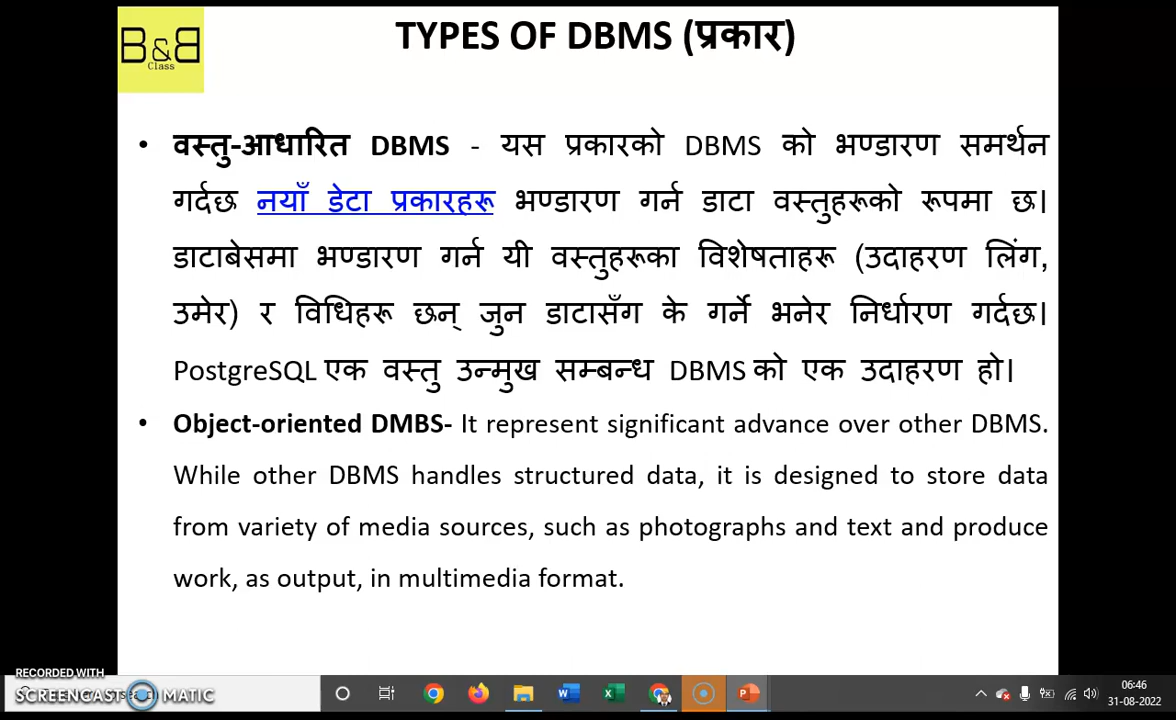 B&B
Class
TYPES OF DBMS (प्रकार)
• वस्तु-आधारित DBMS - यस प्रकारको DBMS को भण्डारण समर्थन
गर्दछ नयाँ डेटा प्रकारहरू भण्डारण गर्न डाटा वस्तुहरूको रूपमा छ।
डाटाबेसमा भण्डारण गर्न यी वस्तुहरूका विशेषताहरू (उदाहरण लिंग,
उमेर) र विधिहरू छन् जुन डाटासँग के गर्ने भनेर निर्धारण गर्दछ।
PostgreSQL एक वस्तु उन्मुख सम्बन्ध DBMS को एक उदाहरण हो।
• Object-oriented DMBS- It represent significant advance over other DBMS.
While other DBMS handles structured data, it is designed to store data
from variety of media sources, such as photographs and text and produce
work, as output, in multimedia format.
RECORDED WITH
SCREENCAST MATIC
06:46
31-08-2022